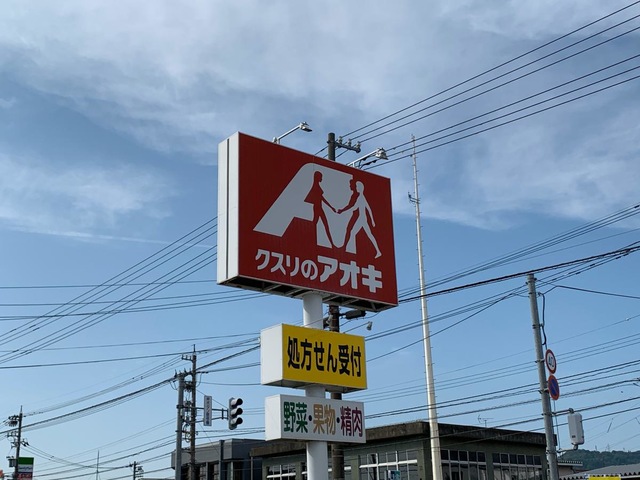 クスリのアオキ
処方せん受付
野菜・果物・精肉